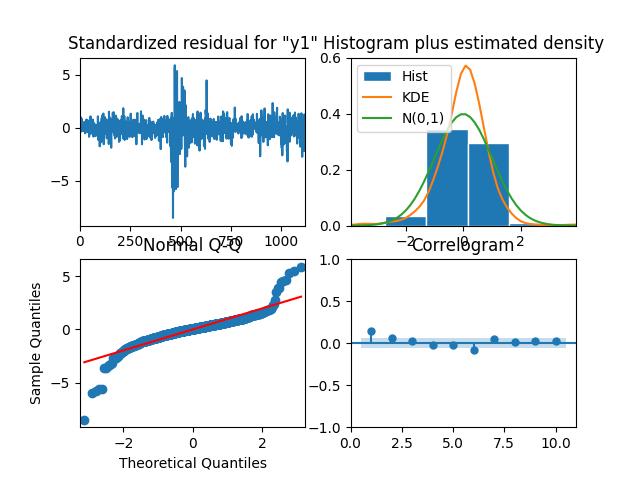 Standardized residual for "y1"
5
0
−5
0 250 500 750 1000
Histogram plus estimated density
Hist
KDE
N(0,1)
0.6
0.4
0.2
0.0
−2 0 2
Normal Q-Q
Sample Quantiles
5
0
−5
−2 0 2
Theoretical Quantiles
Correlogram
1.0
0.5
0.0
−0.5
−1.0
0.0 2.5 5.0 7.5 10.0